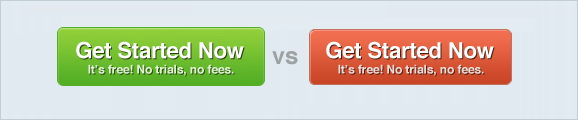 Get Started Now
It's free! No trials, no fees.
vs
Get Started Now
It's free! No trials, no fees.